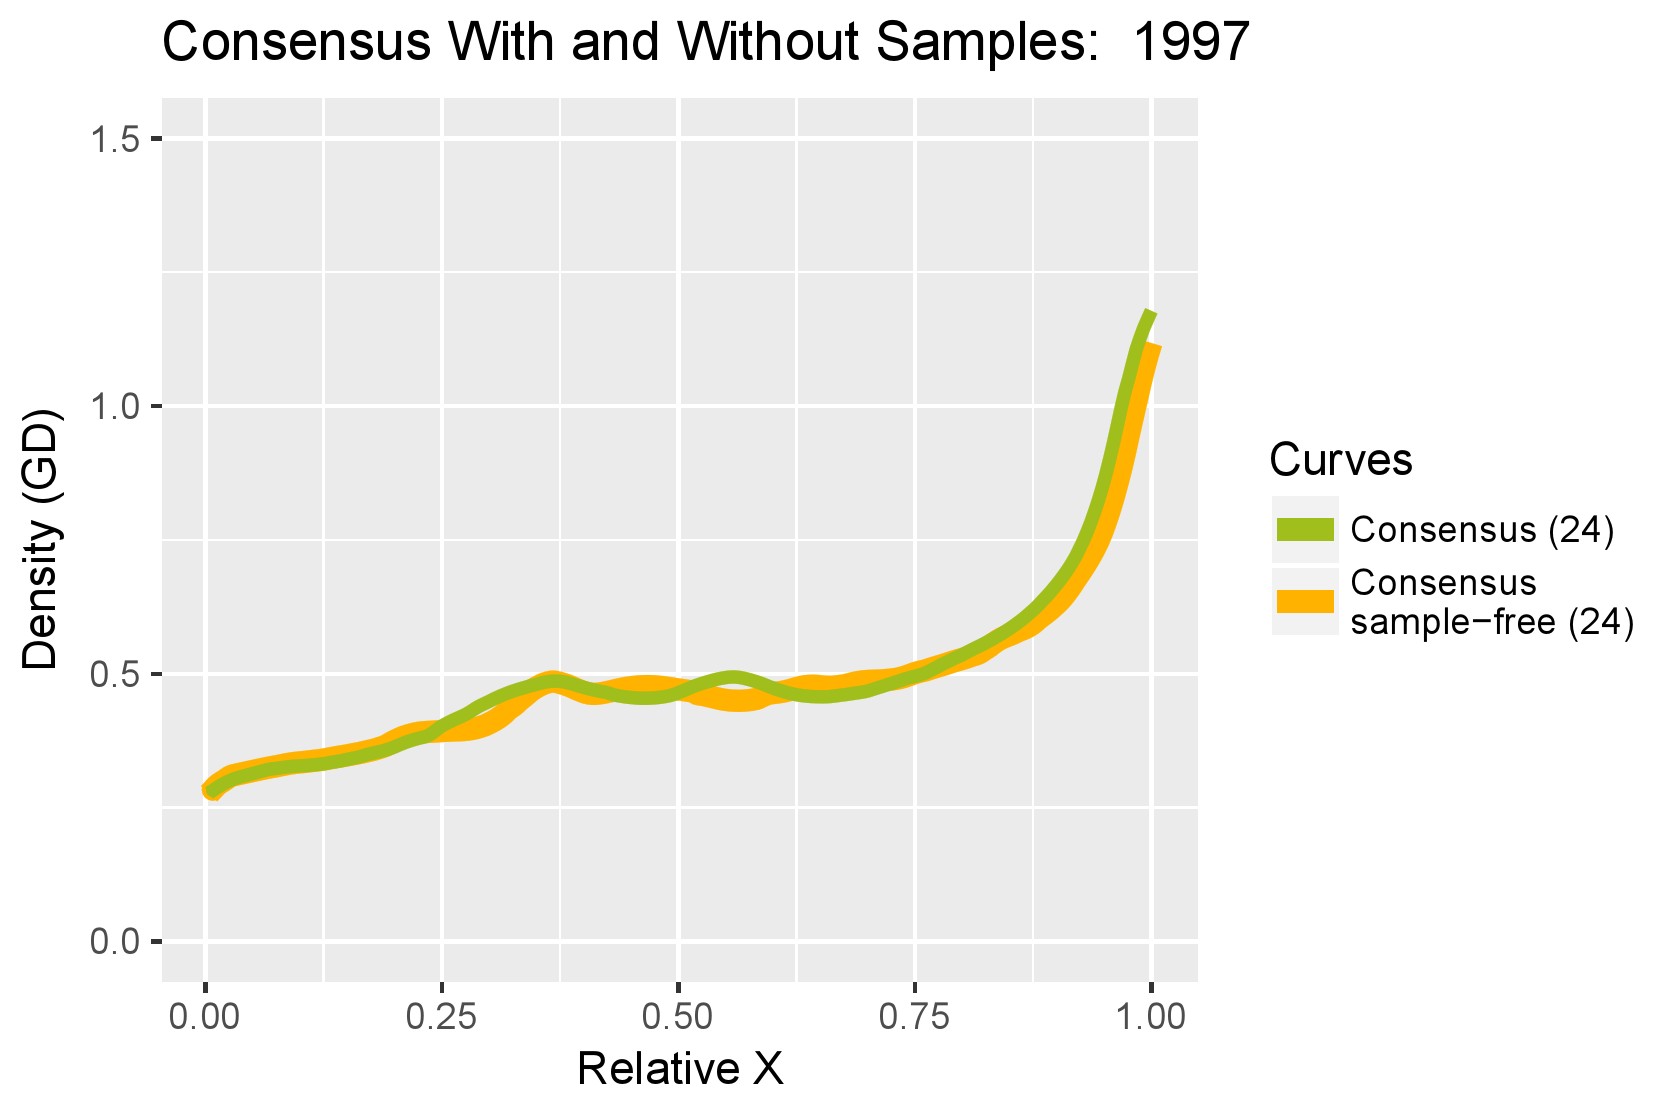 Consensus With and Without Samples:  1997
1.5
1.0
0.5
0.0
Density (GD)
0.00 0.25 0.50 0.75 1.00
Relative X
Curves
Consensus (24)
Consensus
sample−free (24)